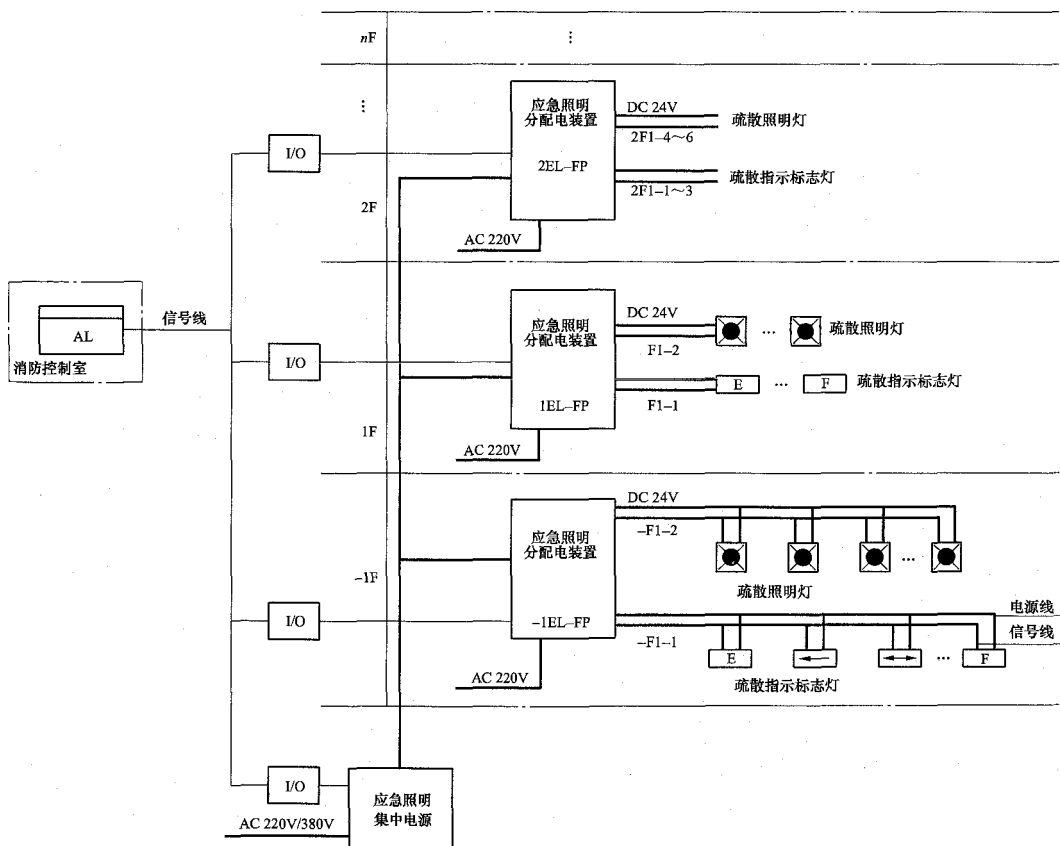 nF
⋮
⋮
应急照明
分配电装置
2EL-FP
DC 24V
2F1-4～6
疏散照明灯
2F1-1～3
疏散指示标志灯
I/O
2F
AC 220V
AL
消防控制室
信号线
应急照明
分配电装置
1EL-FP
DC 24V
F1-2
… 疏散照明灯
I/O
F1-1
E … F 疏散指示标志灯
1F
AC 220V
应急照明
分配电装置
-1EL-FP
DC 24V
-F1-2
…
疏散照明灯
-1F
I/O
-F1-1
电源线
信号线
E ← ↔ … F
疏散指示标志灯
AC 220V
I/O
应急照明
集中电源
AC 220V/380V